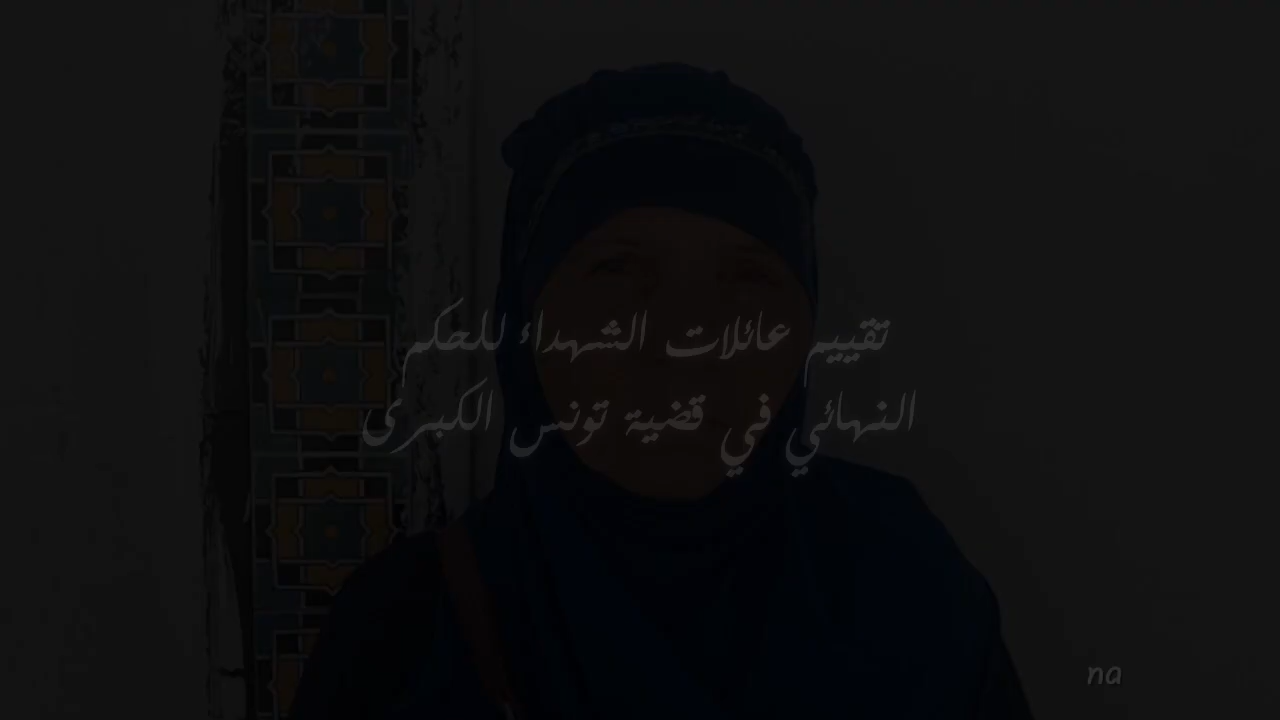 تقييم عائلات الشهداء للحكم
النهائي في قضية تونس الكبرى
na